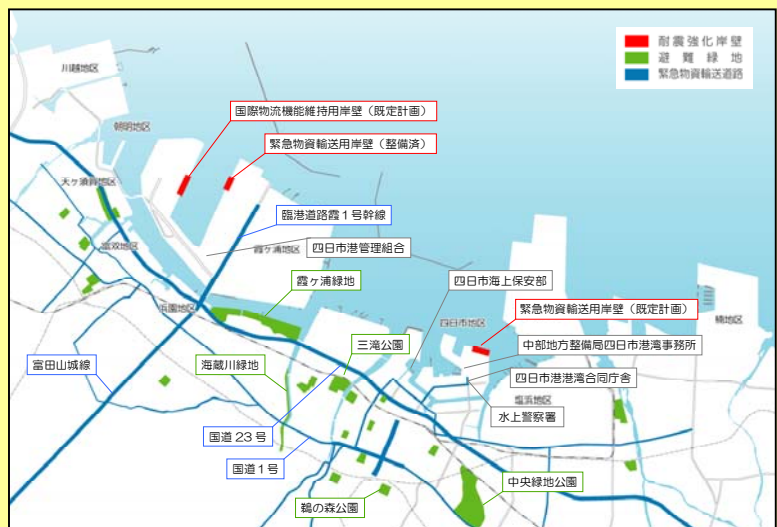 耐震強化岸壁
避難緑地
緊急物資輸送道路
川越地区
国際物流機能維持用岸壁（既定計画）
朝明地区
緊急物資輸送用岸壁（整備済）
天ヶ須賀地区
臨港道路霞1号幹線
富双地区
霞ヶ浦地区
四日市港管理組合
霞ヶ浦緑地
四日市海上保安部
浜園地区
緊急物資輸送用岸壁（既定計画）
四日市地区
楠地区
三滝公園
中部地方整備局四日市港湾事務所
富田山城線
海蔵川緑地
四日市港港湾合同庁舎
塩浜地区
水上警察署
国道23号
国道1号
中央緑地公園
鵜の森公園